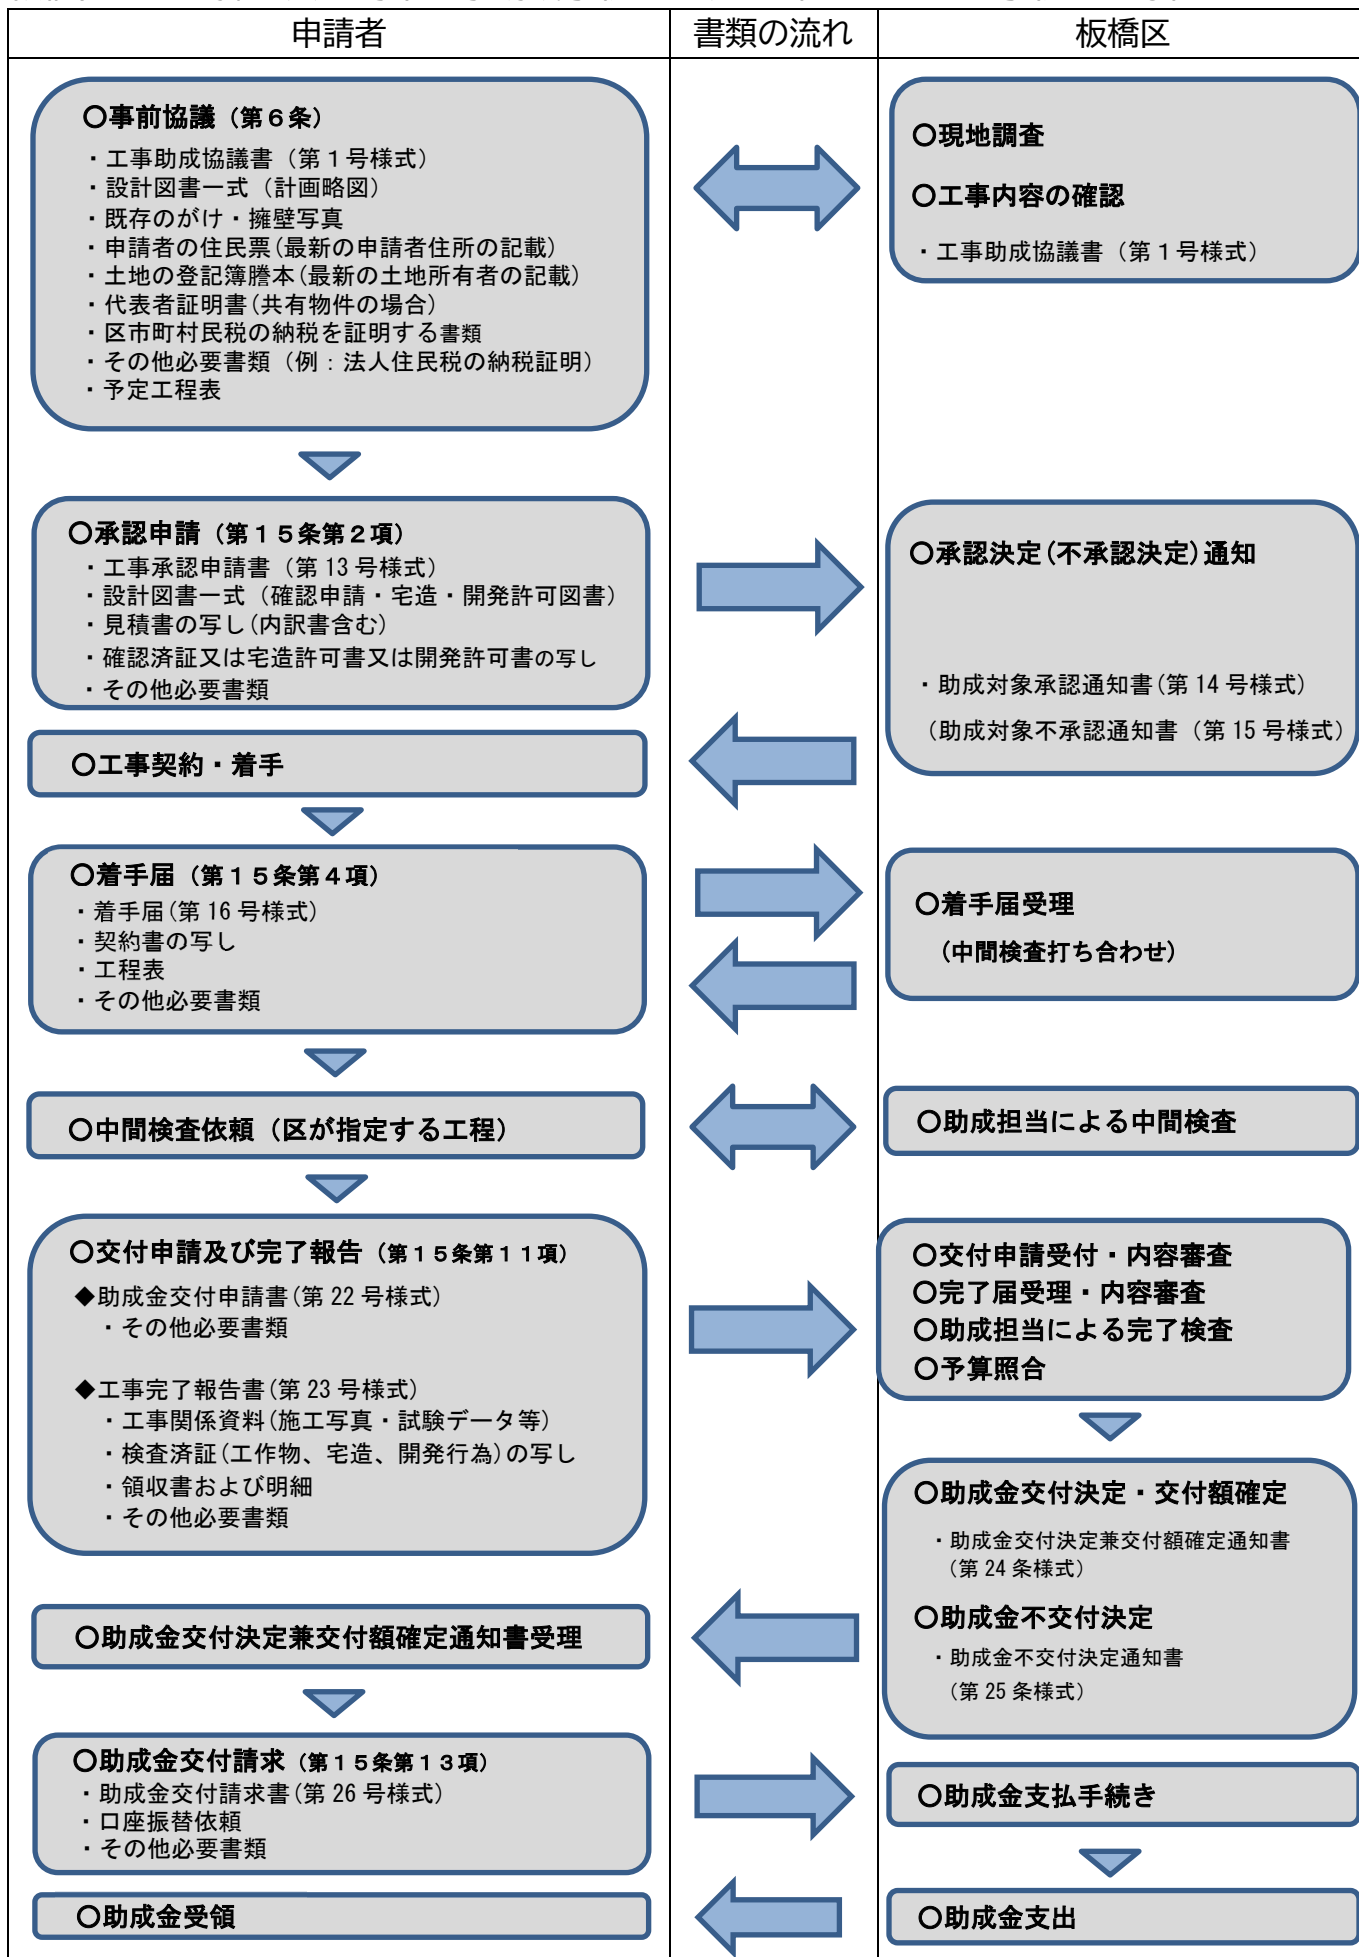 申請者
書類の流れ
板橋区
〇事前協議（第６条）
・工事助成協議書（第１号様式）
・設計図書一式（計画略図）
・既存のがけ・擁壁写真
・申請者の住民票(最新の申請者住所の記載)
・土地の登記簿謄本(最新の土地所有者の記載)
・代表者証明書(共有物件の場合)
・区市町村民税の納税を証明する書類
・その他必要書類（例：法人住民税の納税証明）
・予定工程表
〇現地調査
〇工事内容の確認
・工事助成協議書（第１号様式）
〇承認申請（第１５条第２項）
・工事承認申請書（第 13 号様式）
・設計図書一式（確認申請・宅造・開発許可図書）
・見積書の写し(内訳書含む)
・確認済証又は宅造許可書又は開発許可書の写し
・その他必要書類
〇承認決定(不承認決定)通知
・助成対象承認通知書(第 14 号様式)
（助成対象不承認通知書（第 15 号様式）
〇工事契約・着手
〇着手届（第１５条第４項）
・着手届(第 16 号様式)
・契約書の写し
・工程表
・その他必要書類
〇着手届受理
(中間検査打ち合わせ)
〇中間検査依頼（区が指定する工程）
〇助成担当による中間検査
〇交付申請及び完了報告（第１５条第１１項）
◆助成金交付申請書(第 22 号様式)
・その他必要書類
◆工事完了報告書(第 23 号様式)
・工事関係資料(施工写真・試験データ等)
・検査済証(工作物、宅造、開発行為)の写し
・領収書および明細
・その他必要書類
〇交付申請受付・内容審査
〇完了届受理・内容審査
〇助成担当による完了検査
〇予算照合
〇助成金交付決定・交付額確定
・助成金交付決定兼交付額確定通知書
(第 24 条様式)
〇助成金不交付決定
・助成金不交付決定通知書
(第 25 条様式)
〇助成金交付決定兼交付額確定通知書受理
〇助成金交付請求（第１５条第１３項）
・助成金交付請求書(第 26 号様式)
・口座振替依頼
・その他必要書類
〇助成金支払手続き
〇助成金受領
〇助成金支出